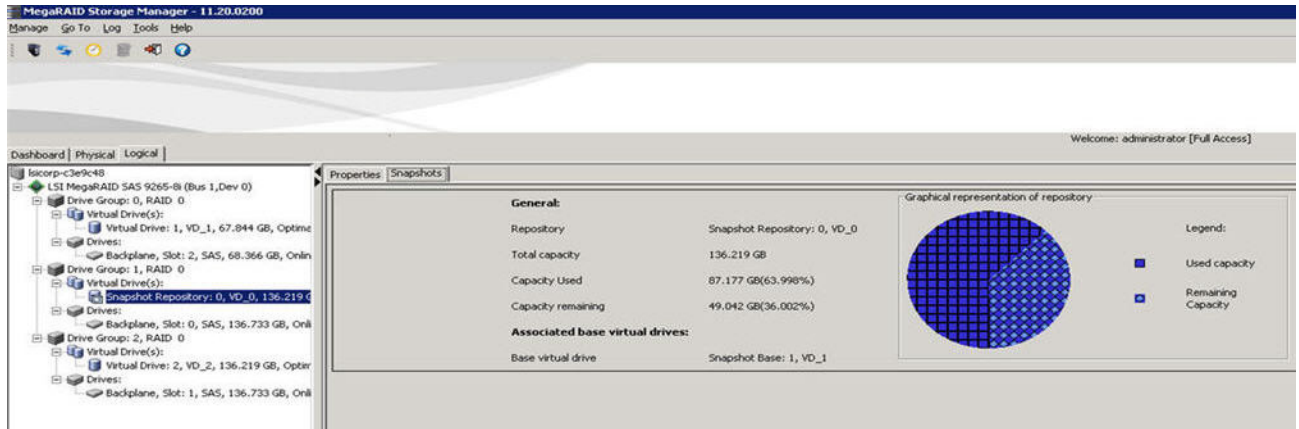 MegaRAID Storage Manager - 11.20.0200
Manage Go To Log Tools Help
Welcome: administrator [Full Access]
Dashboard Physical Logical
lsicorp-c3e9c48
LSI MegaRAID SAS 9265-8i (Bus 1,Dev 0)
Drive Group: 0, RAID 0
Virtual Drive(s):
Virtual Drive: 1, VD_1, 67.844 GB, Optima
Drives:
Backplane, Slot: 2, SAS, 68.366 GB, Onlin
Drive Group: 1, RAID 0
Virtual Drive(s):
Snapshot Repository: 0, VD_0, 136.219 G
Drives:
Backplane, Slot: 0, SAS, 136.733 GB, Onli
Drive Group: 2, RAID 0
Virtual Drive(s):
Virtual Drive: 2, VD_2, 136.219 GB, Optim
Drives:
Backplane, Slot: 1, SAS, 136.733 GB, Onli
Properties Snapshots
General:
Repository Snapshot Repository: 0, VD_0
Total capacity 136.219 GB
Capacity Used 87.177 GB(63.998%)
Capacity remaining 49.042 GB(36.002%)
Associated base virtual drives:
Base virtual drive Snapshot Base: 1, VD_1
Graphical representation of repository
Legend:
Used capacity
Remaining
Capacity